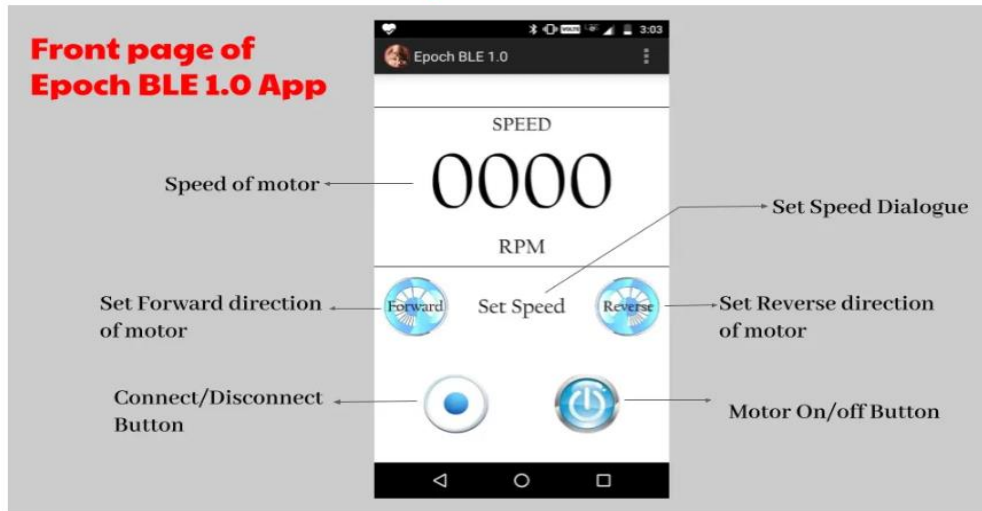 Front page of
Epoch BLE 1.0 App
3:03
Epoch BLE 1.0
SPEED
0000
RPM
Speed of motor
Set Speed Dialogue
Forward
Set Speed
Reverse
Set Forward direction
of motor
Set Reverse direction
of motor
Connect/Disconnect
Button
Motor On/off Button